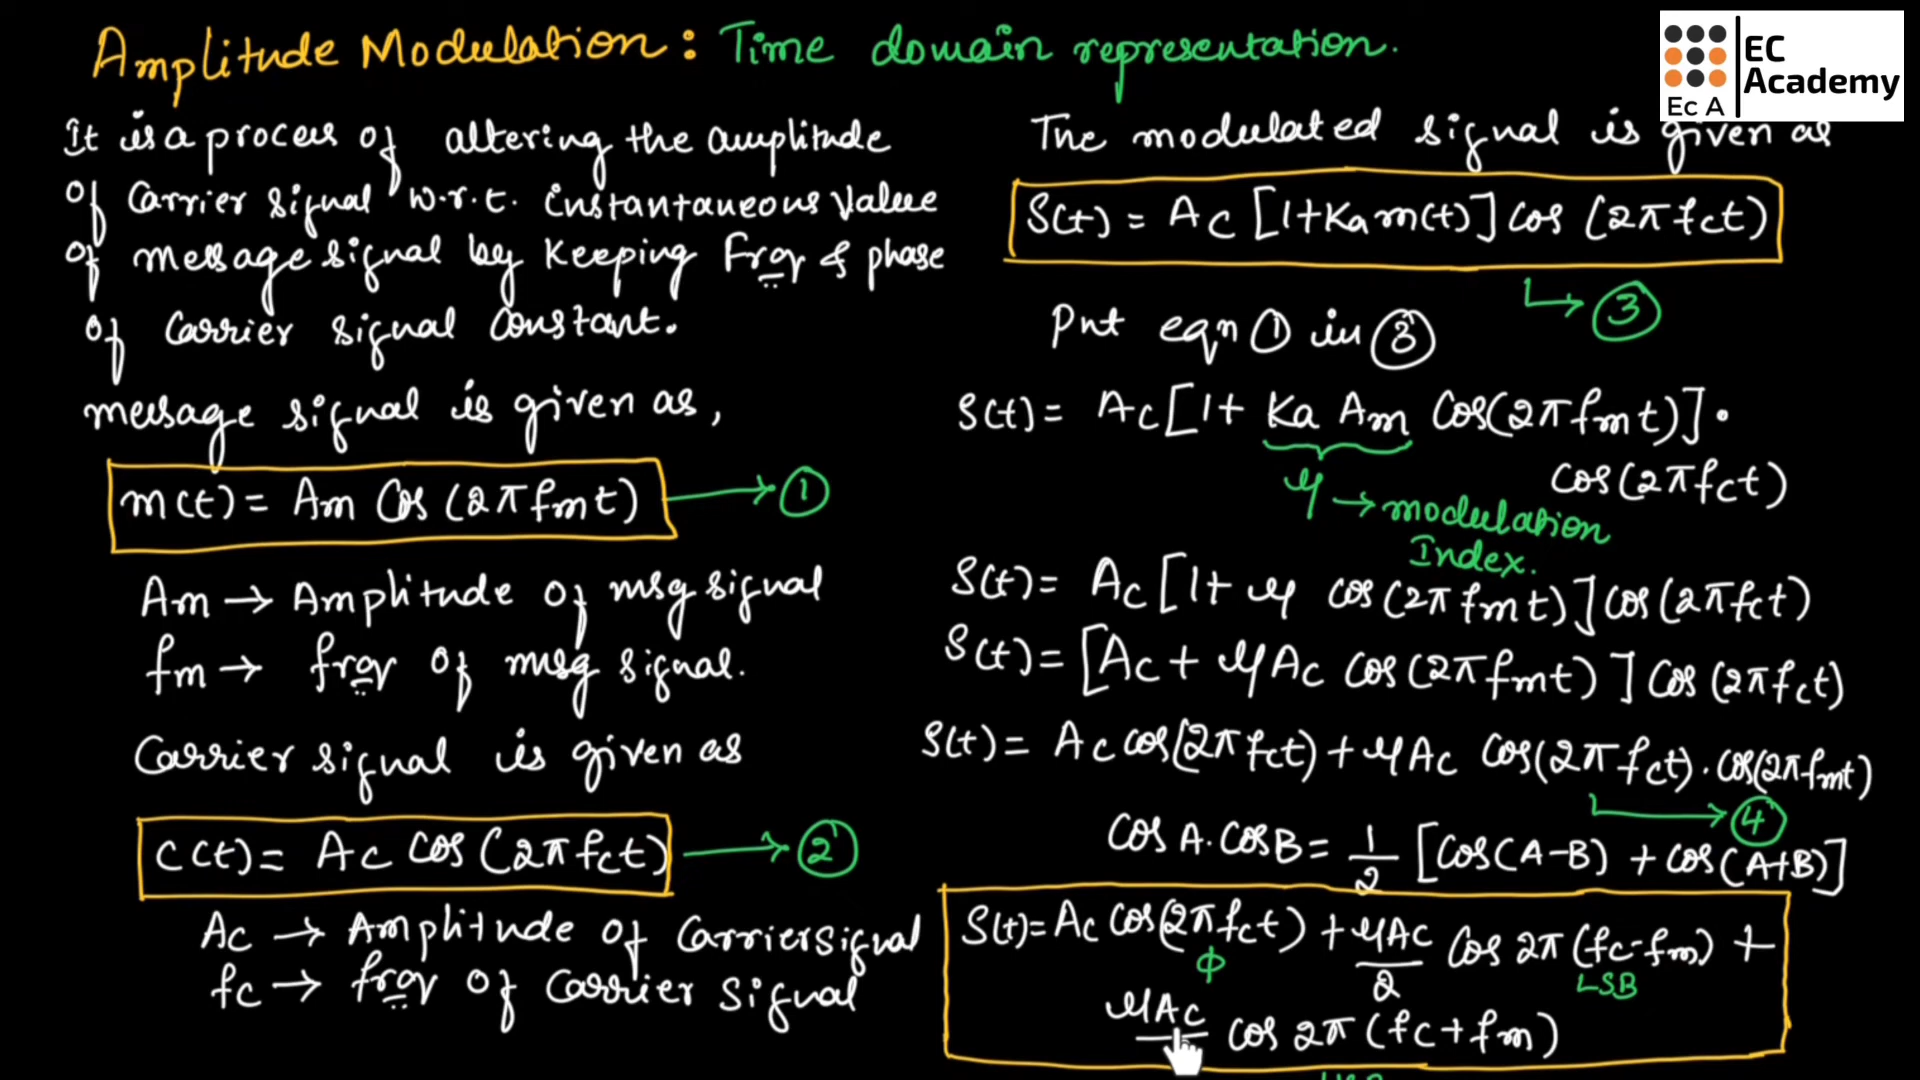 Amplitude Modulation : Time domain representation.
EC Academy
Ec A
It is a process of altering the amplitude
of Carrier signal w.r.t. instantaneous value
of message signal by keeping Frqy & phase
of Carrier signal Constant.
message signal is given as,
m(t) = Am Cos (2πfmt) → ①
Am → Amplitude of msg signal
fm → frqy of msg signal.
Carrier signal is given as
c(t) = Ac cos (2πfct) → ②
Ac → Amplitude of Carrier signal
fc → frqy of Carrier signal
The modulated signal is given as
S(t) = Ac [1+Ka m(t)] cos (2πfct)
→ ③
Put eqn ① in ③
S(t) = Ac [1+ Ka Am Cos(2πfmt)] .
cos(2πfct)
μ → modulation
Index.
S(t) = Ac [1+ μ cos(2πfmt)] cos(2πfct)
S(t) = [Ac + μAc cos(2πfmt)] cos(2πfct)
S(t) = Ac cos(2πfct) + μAc cos(2πfct) . cos(2πfmt)
→ ④
cos A . cos B = 1/2 [cos(A-B) + cos(A+B)]
S(t) = Ac cos(2πfct) + μAc/2 cos 2π (fc-fm) +
ϕ LSB
μAc cos 2π (fc+fm)